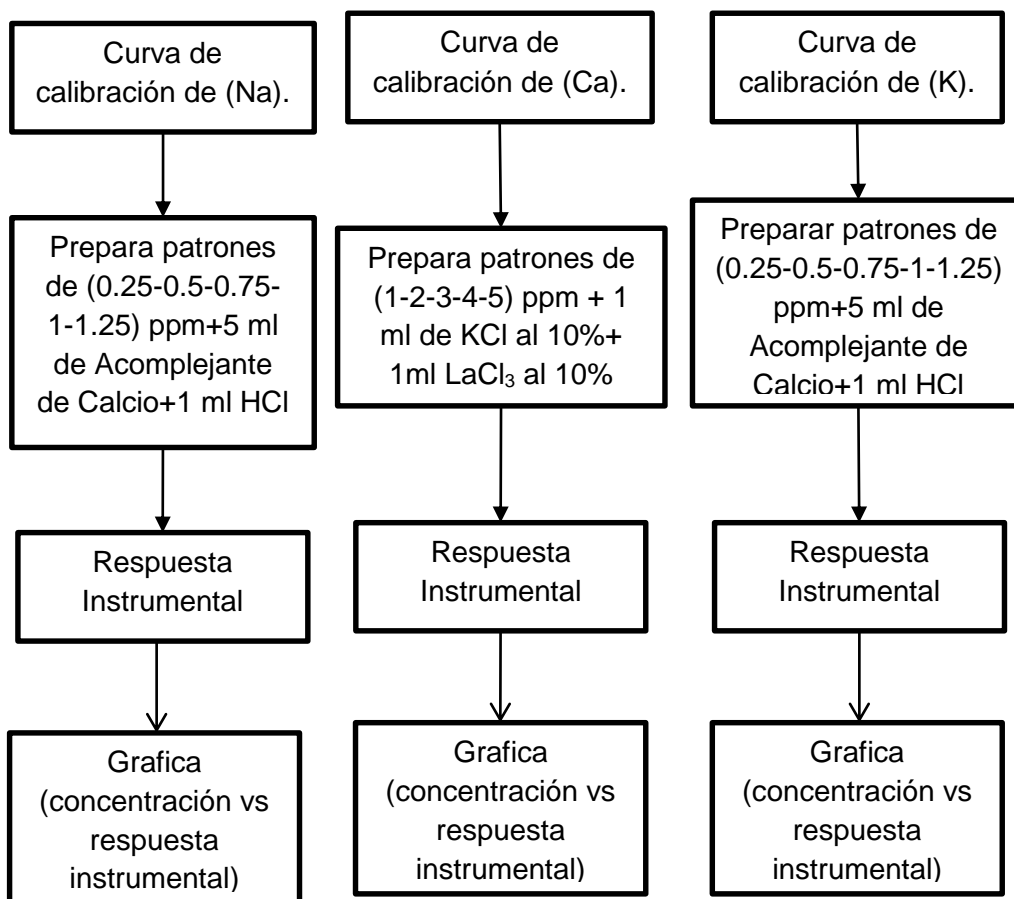 Curva de
calibración de (Na).
Prepara patrones
de (0.25-0.5-0.75-
1-1.25) ppm+5 ml
de Acomplejante
de Calcio+1 ml HCl
Respuesta
Instrumental
Grafica
(concentración vs
respuesta
instrumental)
Curva de
calibración de (Ca).
Prepara patrones de
(1-2-3-4-5) ppm + 1
ml de KCl al 10%+
1ml LaCl₃ al 10%
Respuesta
Instrumental
Grafica
(concentración vs
respuesta
instrumental)
Curva de
calibración de (K).
Preparar patrones de
(0.25-0.5-0.75-1-1.25)
ppm+5 ml de
Acomplejante de
Calcio+1 ml HCl
Respuesta
Instrumental
Grafica
(concentración vs
respuesta
instrumental)